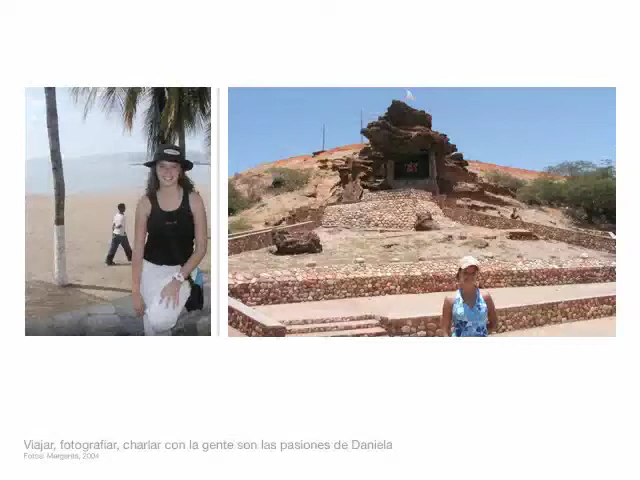 Viajar, fotografiar, charlar con la gente son las pasiones de Daniela
Fotos: Margarita, 2004